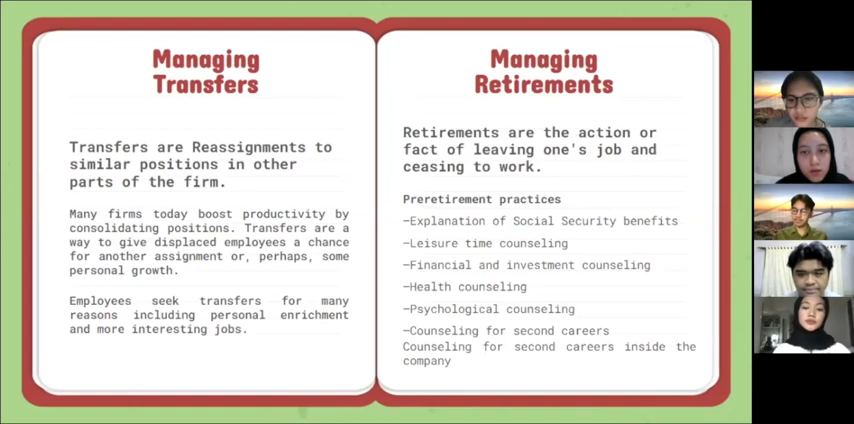 Managing
Transfers
Transfers are Reassignments to
similar positions in other
parts of the firm.
Many firms today boost productivity by
consolidating positions. Transfers are a
way to give displaced employees a chance
for another assignment or, perhaps, some
personal growth.
Employees seek transfers for many
reasons including personal enrichment
and more interesting jobs.
Managing
Retirements
Retirements are the action or
fact of leaving one's job and
ceasing to work.
Preretirement practices
—Explanation of Social Security benefits
—Leisure time counseling
—Financial and investment counseling
—Health counseling
—Psychological counseling
—Counseling for second careers
Counseling for second careers inside the
company